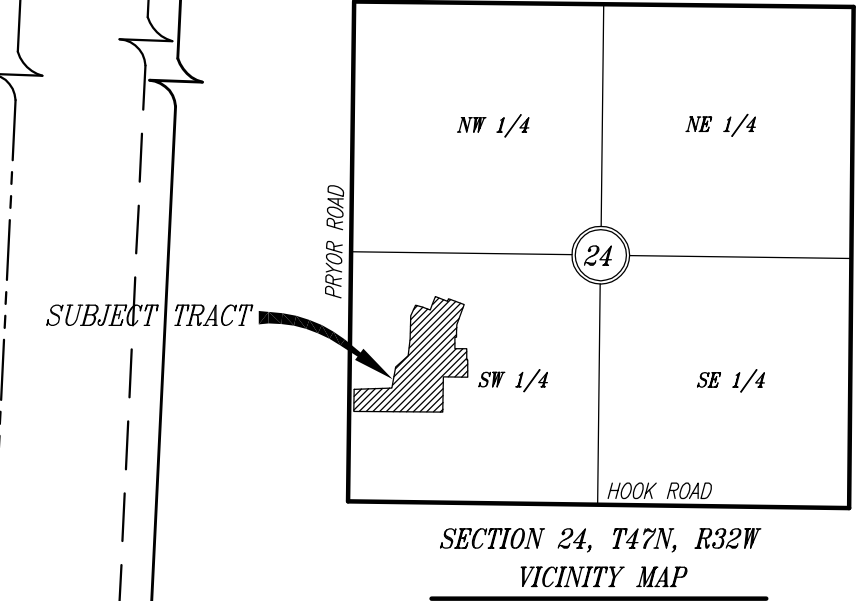 NW 1/4
NE 1/4
PRYOR ROAD
24
SUBJECT TRACT
SW 1/4
SE 1/4
HOOK ROAD
SECTION 24, T47N, R32W
VICINITY MAP